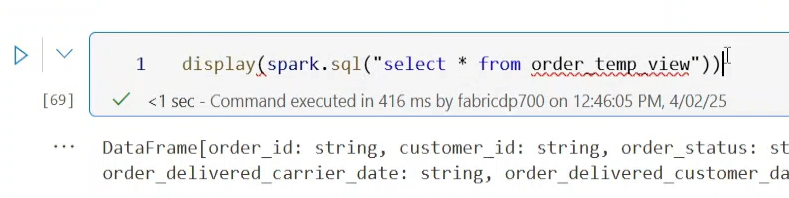 1 display(spark.sql("select * from order_temp_view"))
[69] <1 sec - Command executed in 416 ms by fabricdp700 on 12:46:05 PM, 4/02/25
... DataFrame[order_id: string, customer_id: string, order_status: st
order_delivered_carrier_date: string, order_delivered_customer_da